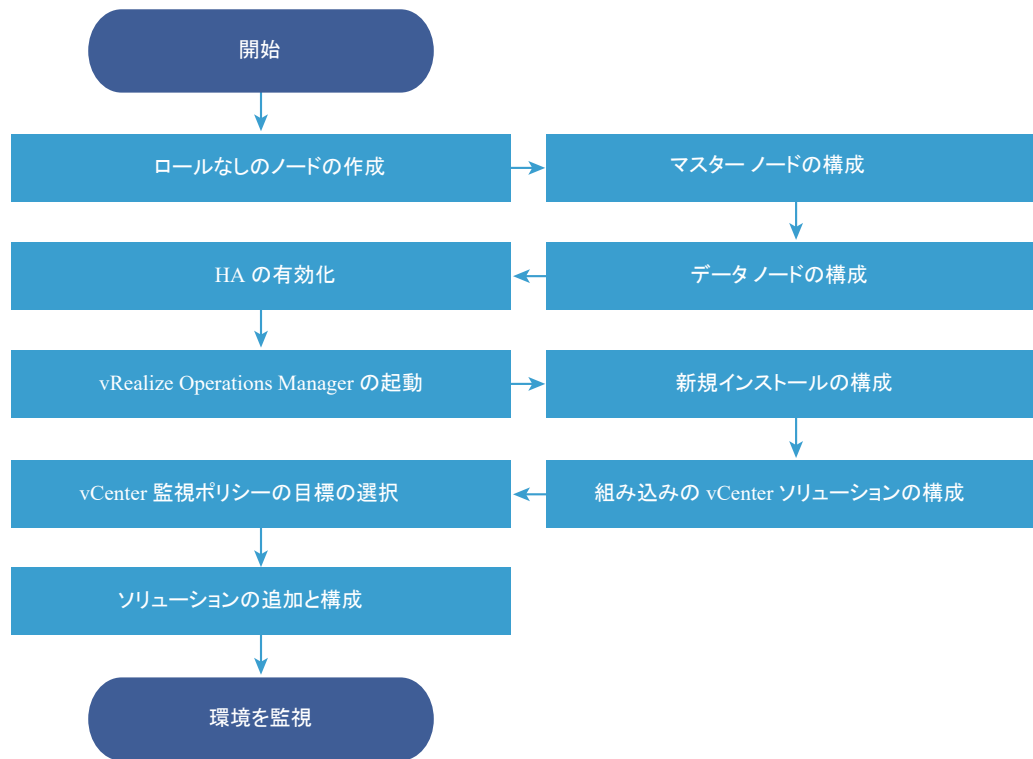 開始
ロールなしのノードの作成
マスター ノードの構成
データ ノードの構成
HA の有効化
vRealize Operations Manager の起動
新規インストールの構成
組み込みの vCenter ソリューションの構成
vCenter 監視ポリシーの目標の選択
ソリューションの追加と構成
環境を監視